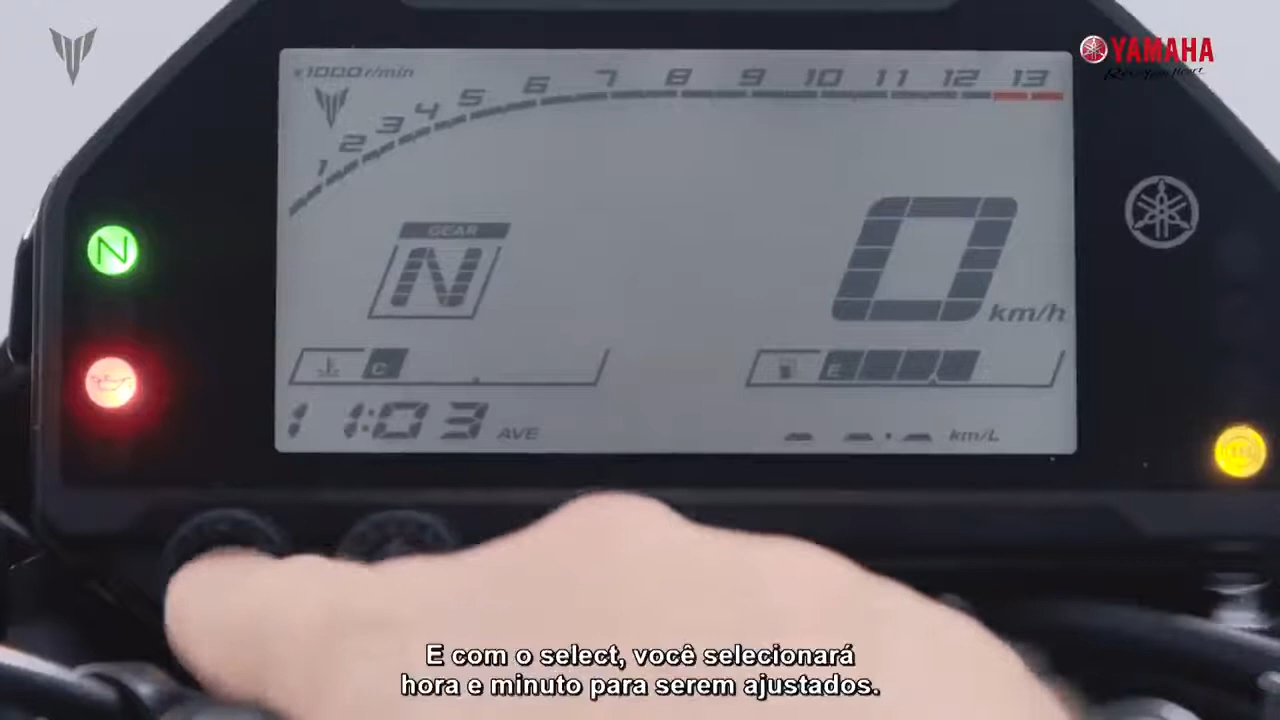 YAMAHA
x1000 r/min
1 2 3 4 5 6 7 8 9 10 11 12 13
GEAR
N
N
0
km/h
C
E
11:03 AVE
--.- km/L
E com o select, você selecionará
hora e minuto para serem ajustados.